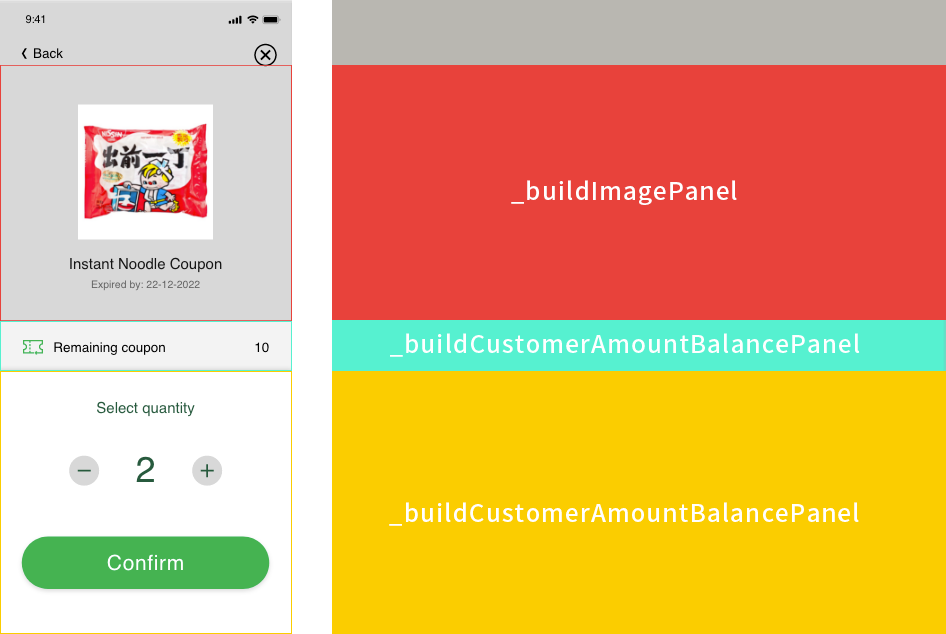 9:41
Back
NISSIN
出前一丁
Instant Noodle Coupon
Expired by: 22-12-2022
Remaining coupon 10
Select quantity
− 2 +
Confirm
_buildImagePanel
_buildCustomerAmountBalancePanel
_buildCustomerAmountBalancePanel